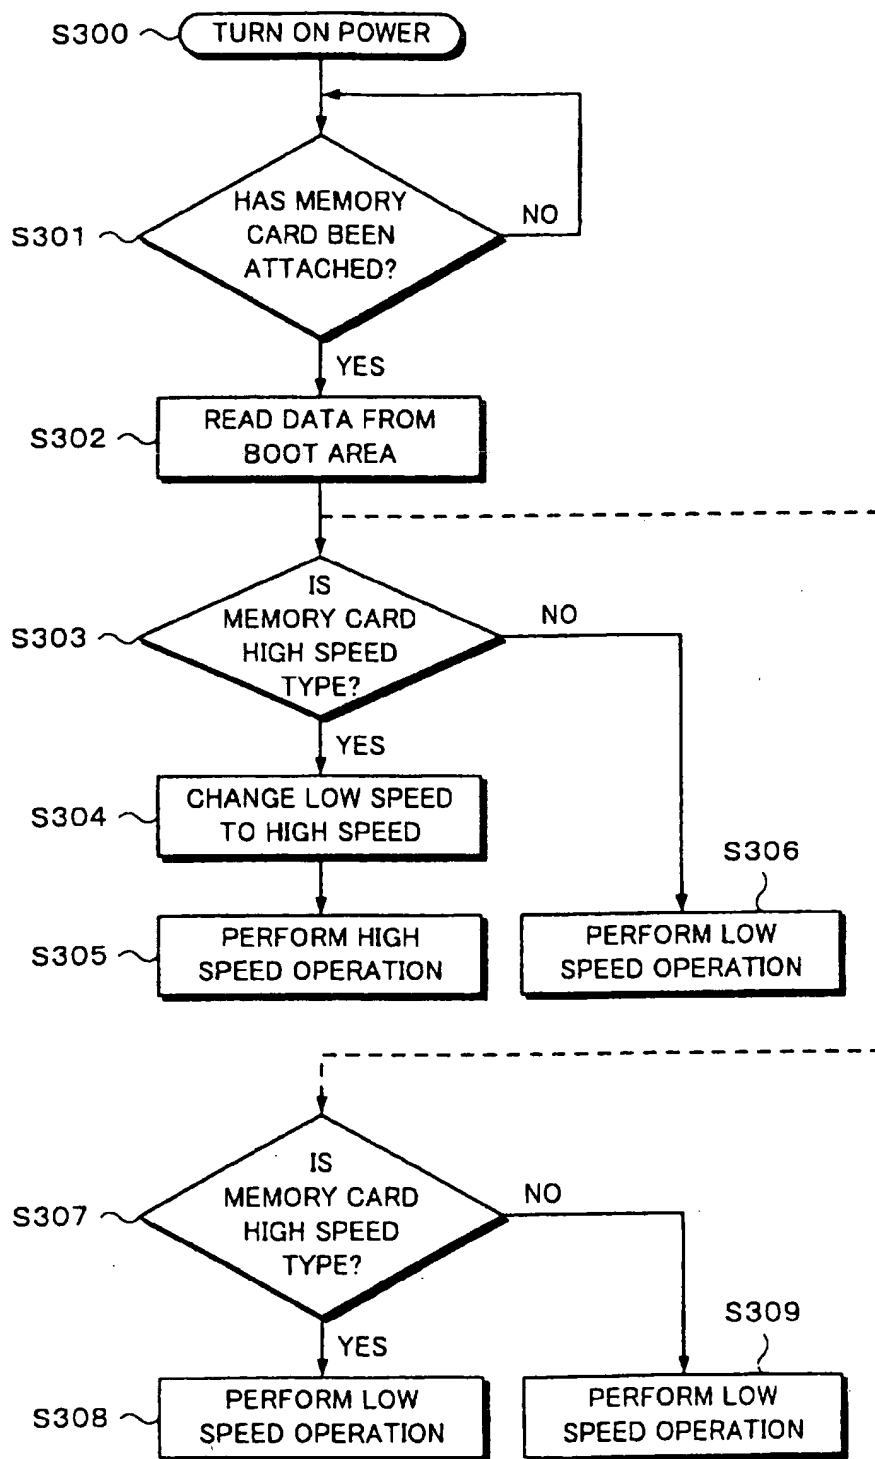 S300
TURN ON POWER
S301
HAS MEMORY
CARD BEEN
ATTACHED?
NO
YES
S302
READ DATA FROM
BOOT AREA
S303
IS
MEMORY CARD
HIGH SPEED
TYPE?
NO
YES
S304
CHANGE LOW SPEED
TO HIGH SPEED
S306
S305
PERFORM HIGH
SPEED OPERATION
PERFORM LOW
SPEED OPERATION
S307
IS
MEMORY CARD
HIGH SPEED
TYPE?
NO
YES
S309
S308
PERFORM LOW
SPEED OPERATION
PERFORM LOW
SPEED OPERATION